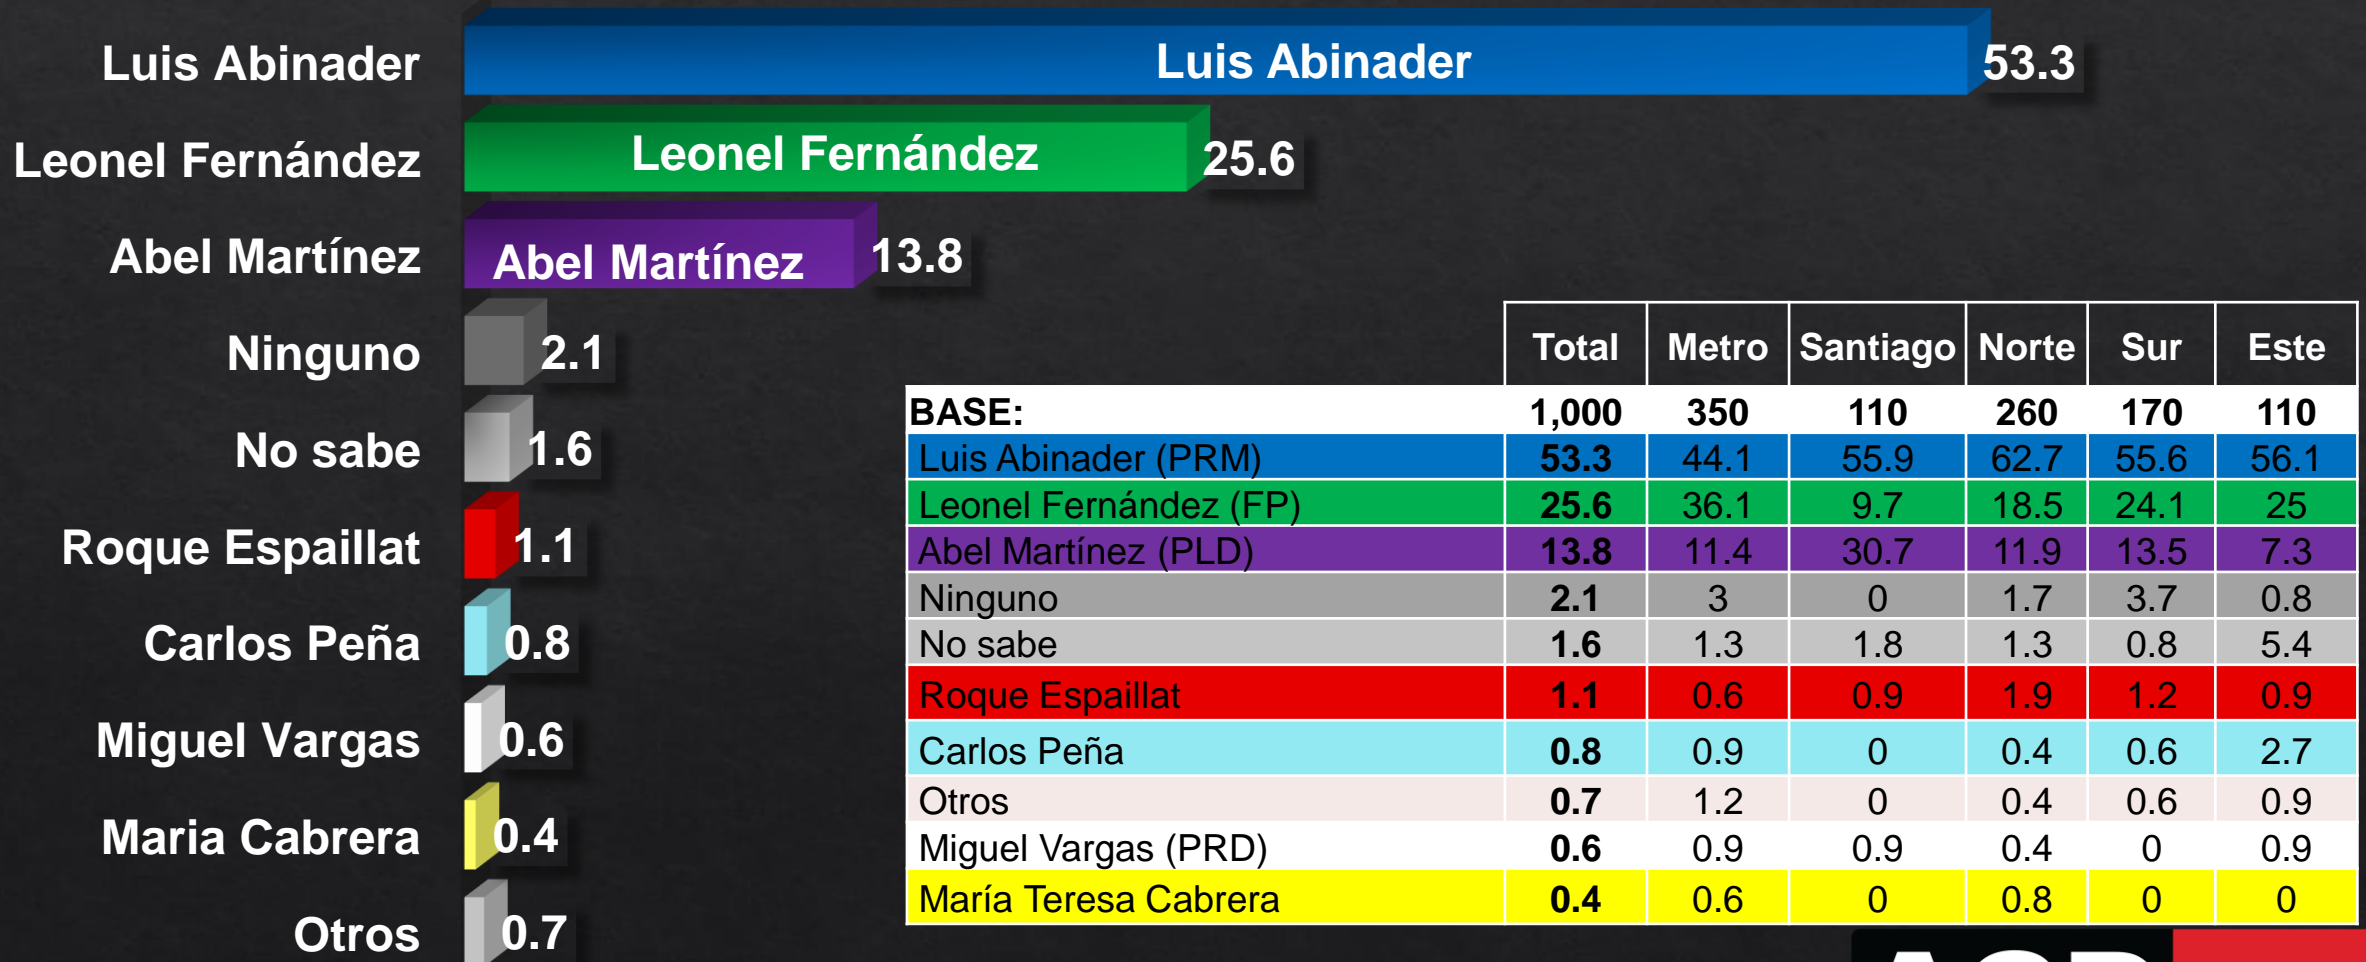 Luis Abinader Luis Abinader 53.3
Leonel Fernández Leonel Fernández 25.6
Abel Martínez Abel Martínez 13.8
Ninguno 2.1
No sabe 1.6
Roque Espaillat 1.1
Carlos Peña 0.8
Miguel Vargas 0.6
Maria Cabrera 0.4
Otros 0.7
Total Metro Santiago Norte Sur Este
BASE: 1,000 350 110 260 170 110
Luis Abinader (PRM) 53.3 44.1 55.9 62.7 55.6 56.1
Leonel Fernández (FP) 25.6 36.1 9.7 18.5 24.1 25
Abel Martínez (PLD) 13.8 11.4 30.7 11.9 13.5 7.3
Ninguno 2.1 3 0 1.7 3.7 0.8
No sabe 1.6 1.3 1.8 1.3 0.8 5.4
Roque Espaillat 1.1 0.6 0.9 1.9 1.2 0.9
Carlos Peña 0.8 0.9 0 0.4 0.6 2.7
Otros 0.7 1.2 0 0.4 0.6 0.9
Miguel Vargas (PRD) 0.6 0.9 0.9 0.4 0 0.9
María Teresa Cabrera 0.4 0.6 0 0.8 0 0